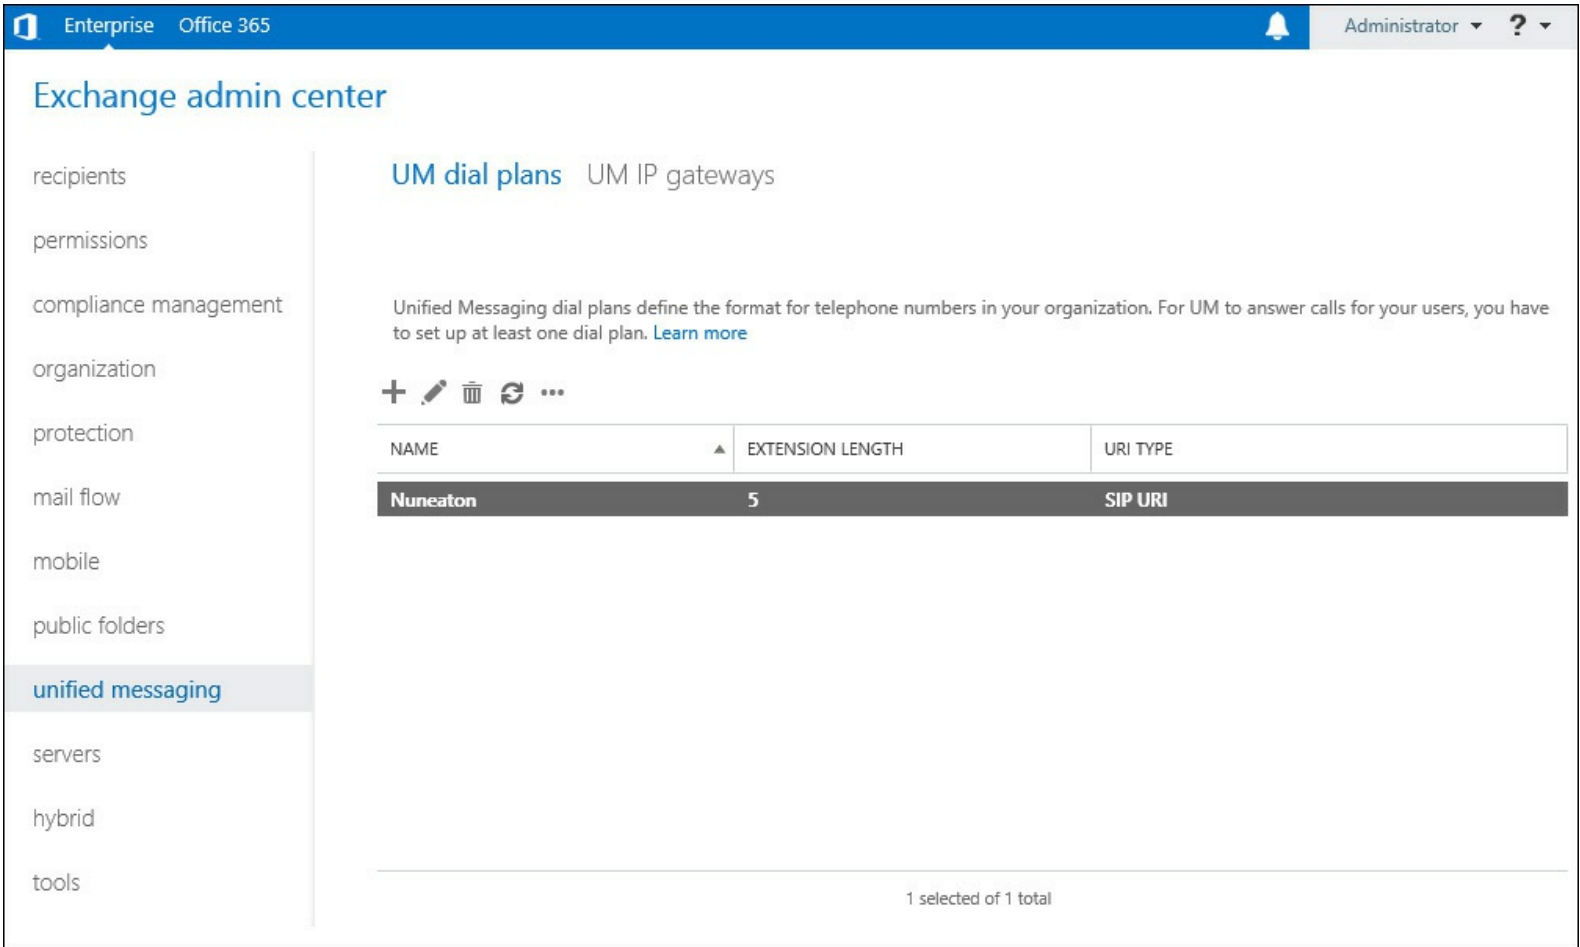 Enterprise Office 365 Administrator ?
Exchange admin center
recipients
permissions
compliance management
organization
protection
mail flow
mobile
public folders
unified messaging
servers
hybrid
tools
UM dial plans UM IP gateways
Unified Messaging dial plans define the format for telephone numbers in your organization. For UM to answer calls for your users, you have
to set up at least one dial plan. Learn more
NAME EXTENSION LENGTH URI TYPE
Nuneaton 5 SIP URI
1 selected of 1 total